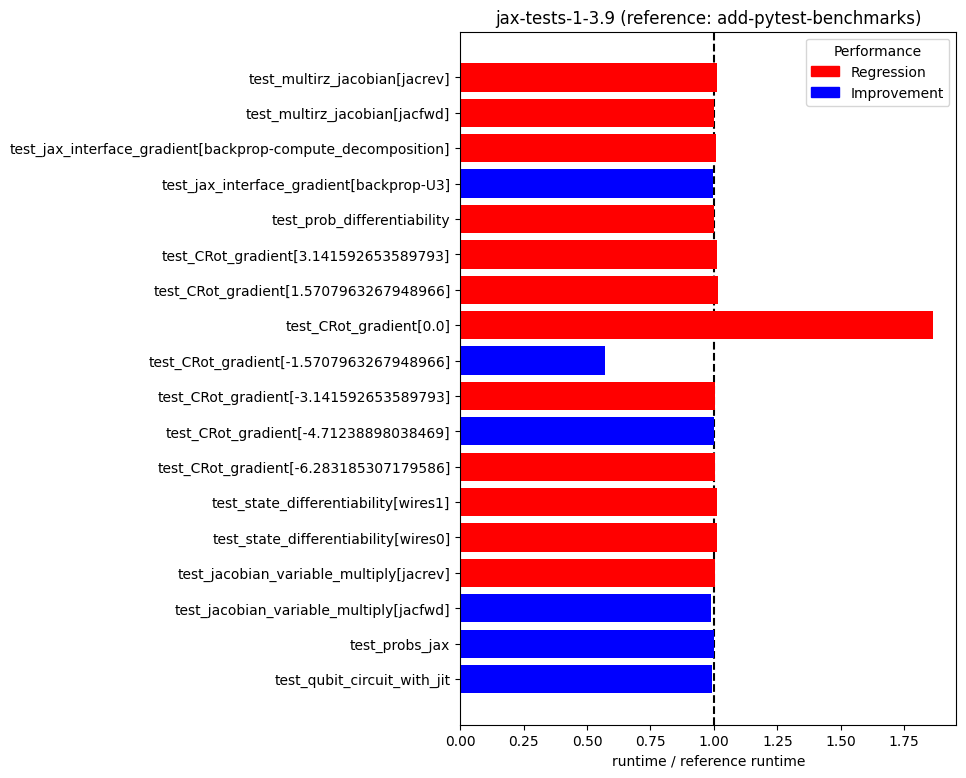 jax-tests-1-3.9 (reference: add-pytest-benchmarks)
Performance
Regression
Improvement
test_multirz_jacobian[jacrev]
test_multirz_jacobian[jacfwd]
test_jax_interface_gradient[backprop-compute_decomposition]
test_jax_interface_gradient[backprop-U3]
test_prob_differentiability
test_CRot_gradient[3.141592653589793]
test_CRot_gradient[1.5707963267948966]
test_CRot_gradient[0.0]
test_CRot_gradient[-1.5707963267948966]
test_CRot_gradient[-3.141592653589793]
test_CRot_gradient[-4.71238898038469]
test_CRot_gradient[-6.283185307179586]
test_state_differentiability[wires1]
test_state_differentiability[wires0]
test_jacobian_variable_multiply[jacrev]
test_jacobian_variable_multiply[jacfwd]
test_probs_jax
test_qubit_circuit_with_jit
0.00 0.25 0.50 0.75 1.00 1.25 1.50 1.75
runtime / reference runtime